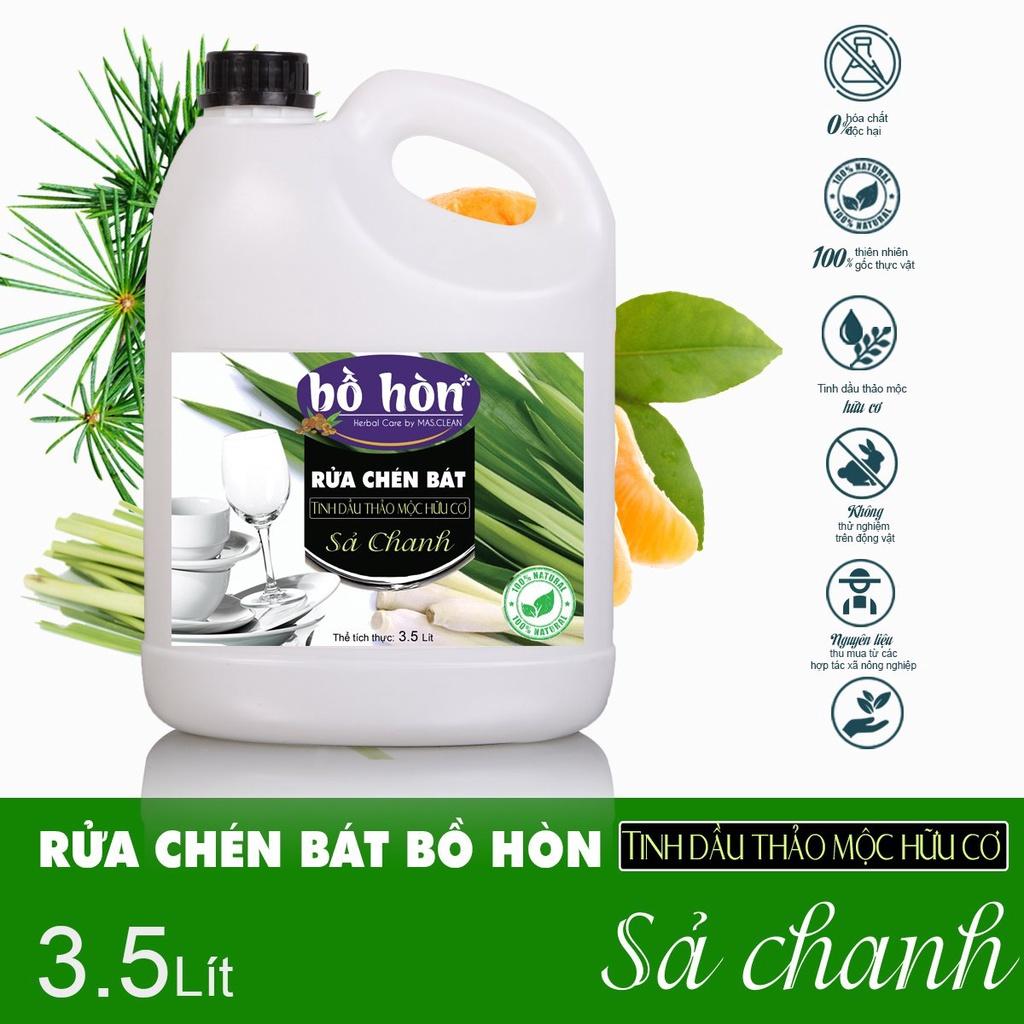 bồ hòn*
Herbal Care by MAS.CLEAN
RỬA CHÉN BÁT
TINH DẦU THẢO MỘC HỮU CƠ
Sả Chanh
100% NATURAL
100% NATURAL
Thể tích thực: 3.5 Lít
0% hóa chất
độc hại
100% NATURAL
100% NATURAL
100% thiên nhiên
gốc thực vật
Tinh dầu thảo mộc
hữu cơ
Không
thử nghiệm
trên động vật
Nguyên liệu
thu mua từ các
hợp tác xã nông nghiệp
RỬA CHÉN BÁT BỒ HÒN TINH DẦU THẢO MỘC HỮU CƠ
3.5 Lít
Sả chanh